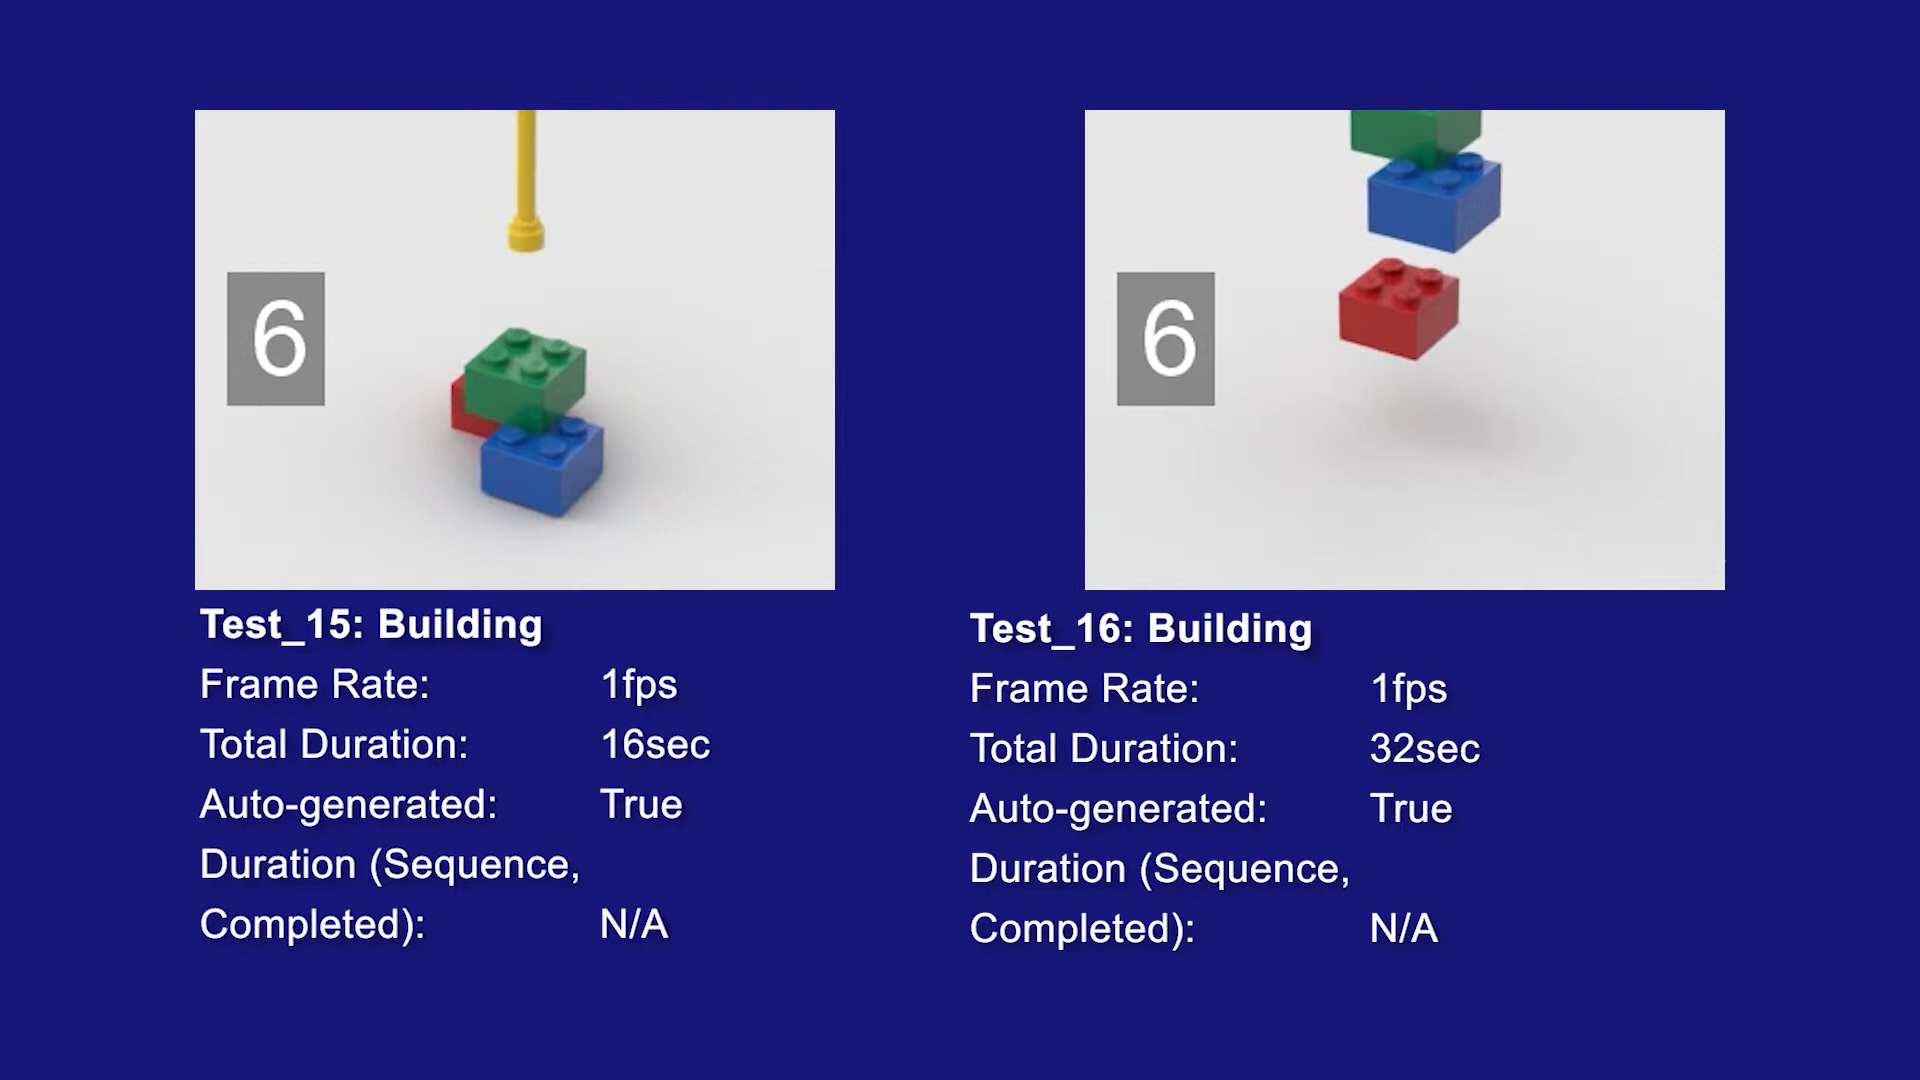 6
Test_15: Building
Frame Rate: 1fps
Total Duration: 16sec
Auto-generated: True
Duration (Sequence,
Completed): N/A
6
Test_16: Building
Frame Rate: 1fps
Total Duration: 32sec
Auto-generated: True
Duration (Sequence,
Completed): N/A